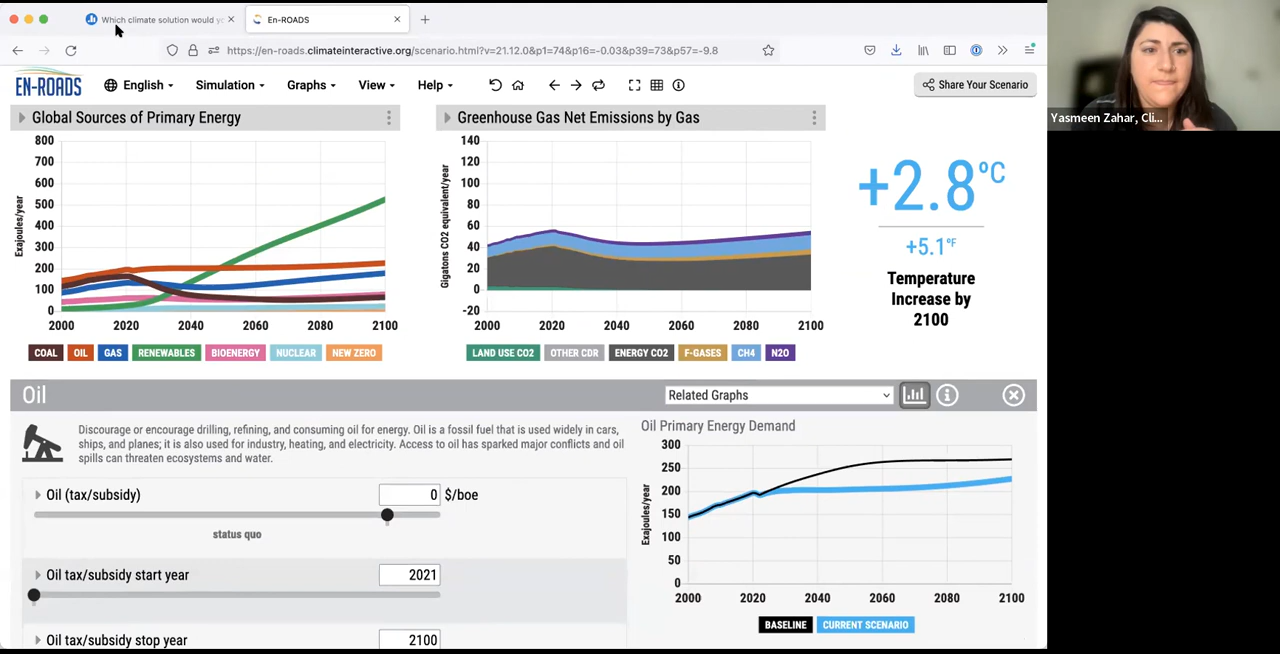 Which climate solution would yo
En-ROADS
https://en-roads.climateinteractive.org/scenario.html?v=21.12.0&p1=74&p16=-0.03&p39=73&p57=-9.8
EN-ROADS
English
Simulation
Graphs
View
Help
Share Your Scenario
Yasmeen Zahar, Cli...
Global Sources of Primary Energy
800
700
600
500
400
300
200
100
0
Exajoules/year
2000 2020 2040 2060 2080 2100
COAL OIL GAS RENEWABLES BIOENERGY NUCLEAR NEW ZERO
Greenhouse Gas Net Emissions by Gas
140
120
100
80
60
40
20
0
-20
Gigatons CO2 equivalent/year
2000 2020 2040 2060 2080 2100
LAND USE CO2 OTHER CDR ENERGY CO2 F-GASES CH4 N2O
+2.8°C
+5.1°F
Temperature
Increase by
2100
Oil
Related Graphs
Discourage or encourage drilling, refining, and consuming oil for energy. Oil is a fossil fuel that is used widely in cars,
ships, and planes; it is also used for industry, heating, and electricity. Access to oil has sparked major conflicts and oil
spills can threaten ecosystems and water.
Oil (tax/subsidy) 0 $/boe
status quo
Oil tax/subsidy start year 2021
Oil tax/subsidy stop year 2100
Oil Primary Energy Demand
300
250
200
150
100
50
0
Exajoules/year
2000 2020 2040 2060 2080 2100
BASELINE CURRENT SCENARIO